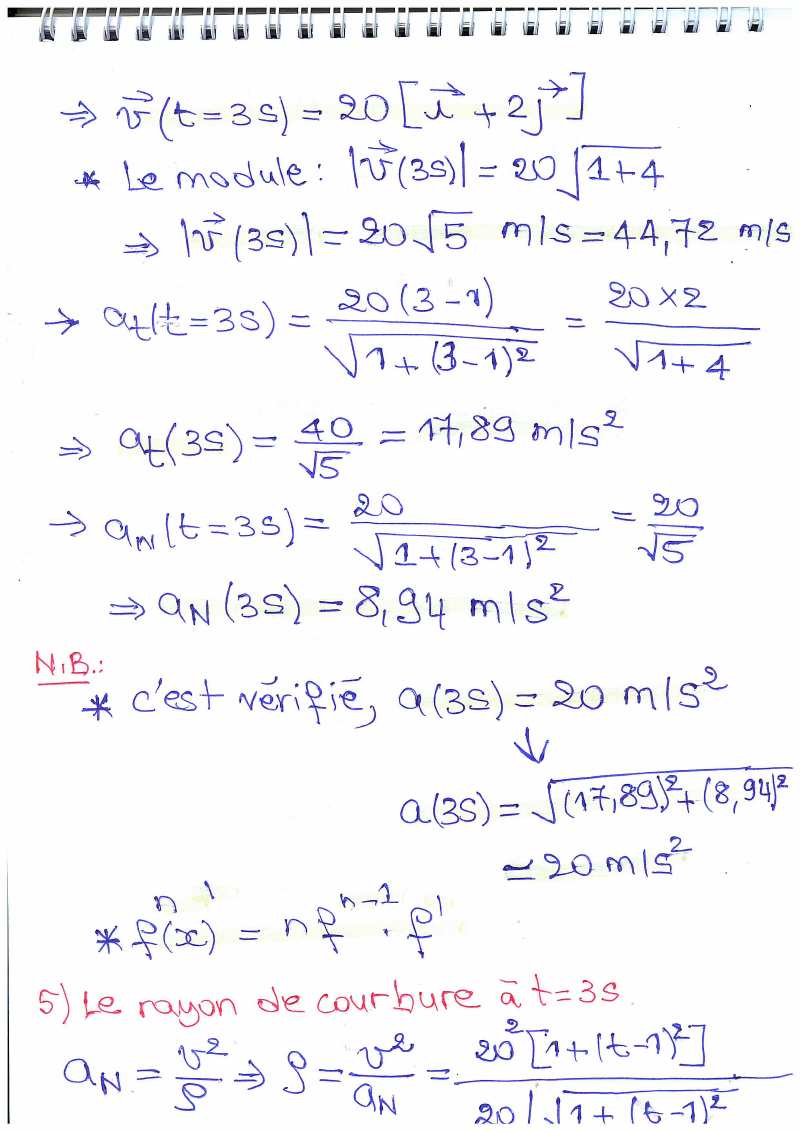 ⇒ v⃗(t=3s) = 20[i⃗ + 2j⃗]
* Le module: |v⃗(3s)| = 20√(1+4)
⇒ |v⃗(3s)| = 20√5 m/s = 44,72 m/s
→ at(t=3s) = 20(3-1)/√(1+(3-1)²) = 20×2/√(1+4)
⇒ at(3s) = 40/√5 = 17,89 m/s²
→ aN(t=3s) = 20/√(1+(3-1)²) = 20/√5
⇒ aN(3s) = 8,94 m/s²
N.B.:
* c'est vérifié, a(3s) = 20 m/s²
↓
a(3s) = √((17,89)²+(8,94)²
≃ 20 m/s²
* fⁿ(x)' = n fⁿ⁻¹ · f'
5) Le rayon de courbure à t=3s.
aN = v²/ρ ⇒ ρ = v²/aN = 20²[1+(t-1)²]/20/√(1+(t-1)²